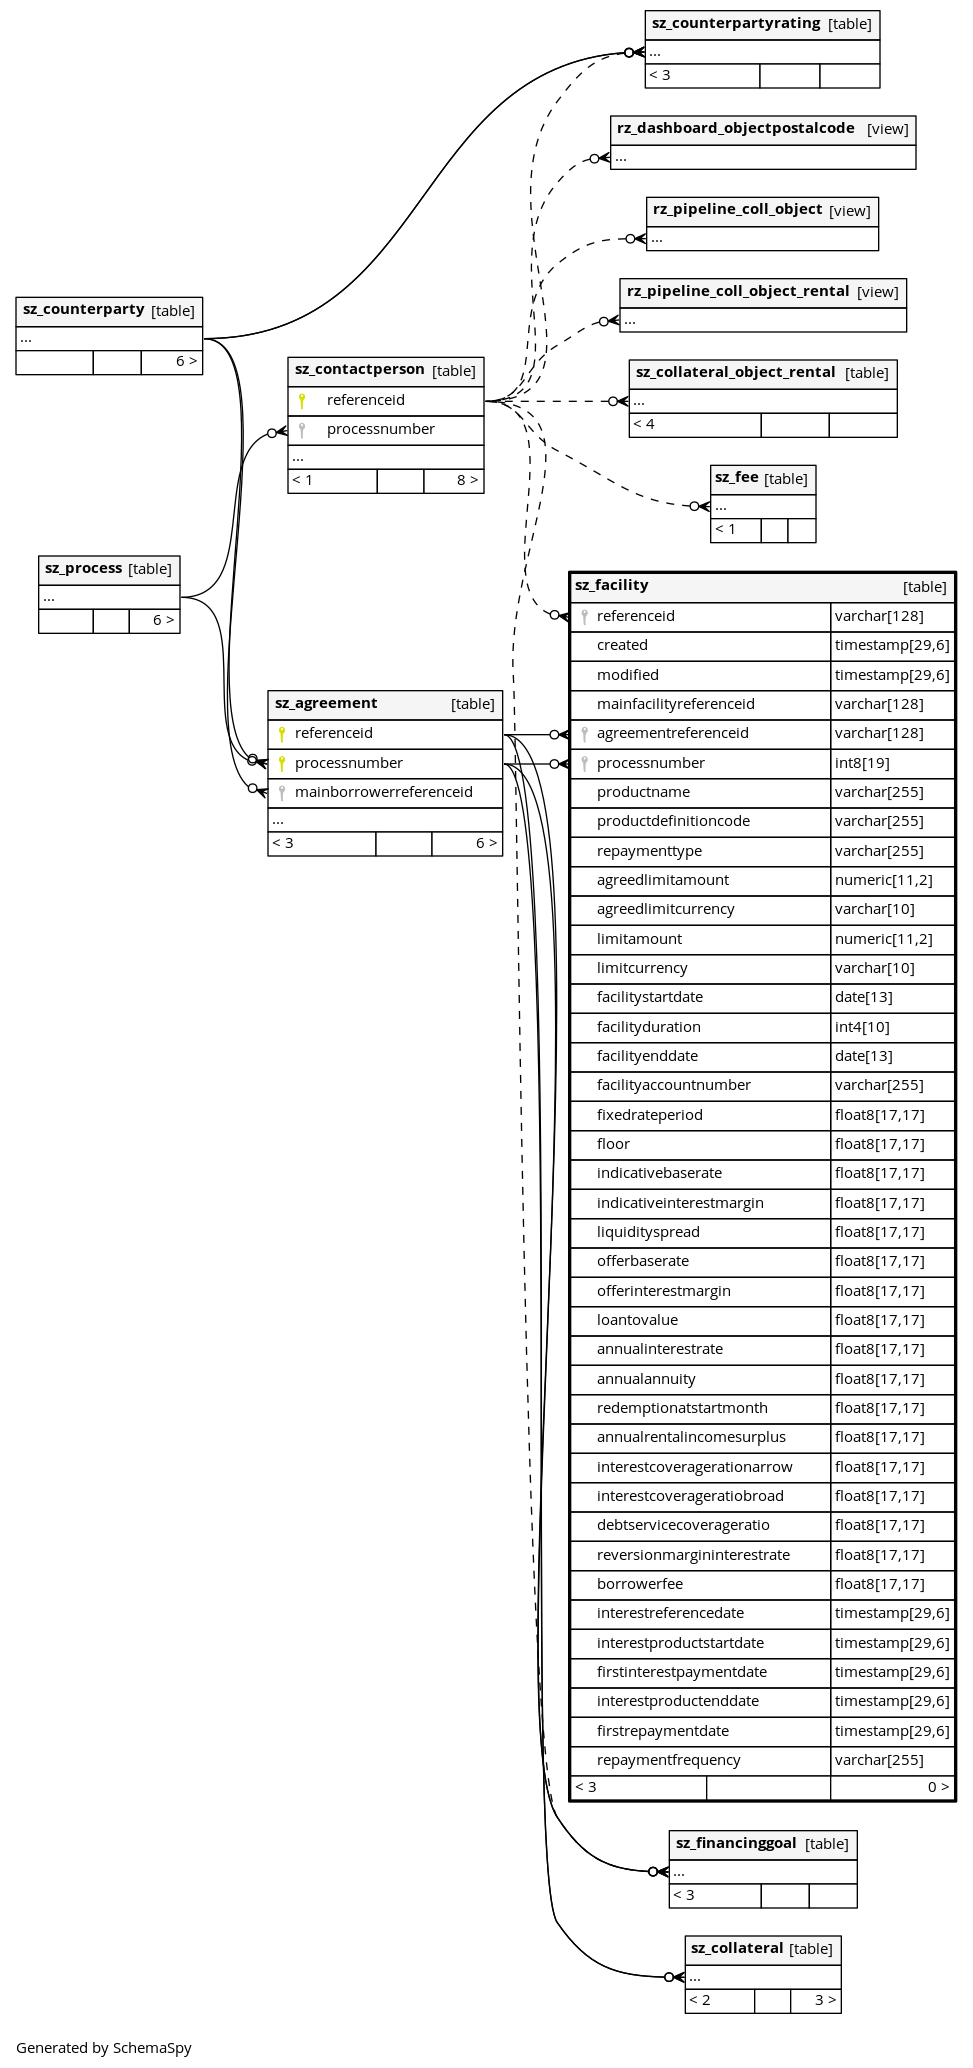 sz_counterpartyrating [table]
...
< 3
rz_dashboard_objectpostalcode [view]
...
rz_pipeline_coll_object [view]
...
rz_pipeline_coll_object_rental [view]
...
sz_counterparty [table]
...
6 >
sz_contactperson [table]
referenceid
processnumber
...
< 1 8 >
sz_collateral_object_rental [table]
...
< 4
sz_fee [table]
...
< 1
sz_process [table]
...
6 >
sz_agreement [table]
referenceid
processnumber
mainborrowerreferenceid
...
< 3 6 >
sz_facility [table]
referenceid varchar[128]
created timestamp[29,6]
modified timestamp[29,6]
mainfacilityreferenceid varchar[128]
agreementreferenceid varchar[128]
processnumber int8[19]
productname varchar[255]
productdefinitioncode varchar[255]
repaymenttype varchar[255]
agreedlimitamount numeric[11,2]
agreedlimitcurrency varchar[10]
limitamount numeric[11,2]
limitcurrency varchar[10]
facilitystartdate date[13]
facilityduration int4[10]
facilityenddate date[13]
facilityaccountnumber varchar[255]
fixedrateperiod float8[17,17]
floor float8[17,17]
indicativebaserate float8[17,17]
indicativeinterestmargin float8[17,17]
liquidityspread float8[17,17]
offerbaserate float8[17,17]
offerinterestmargin float8[17,17]
loantovalue float8[17,17]
annualinterestrate float8[17,17]
annualannuity float8[17,17]
redemptionatstartmonth float8[17,17]
annualrentalincomesurplus float8[17,17]
interestcoveragerationarrow float8[17,17]
interestcoverageratiobroad float8[17,17]
debtservicecoverageratio float8[17,17]
reversionmargininterestrate float8[17,17]
borrowerfee float8[17,17]
interestreferencedate timestamp[29,6]
interestproductstartdate timestamp[29,6]
firstinterestpaymentdate timestamp[29,6]
interestproductenddate timestamp[29,6]
firstrepaymentdate timestamp[29,6]
repaymentfrequency varchar[255]
< 3 0 >
sz_financinggoal [table]
...
< 3
sz_collateral [table]
...
< 2 3 >
Generated by SchemaSpy